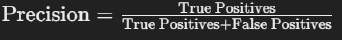 Precision = True Positives / True Positives+False Positives